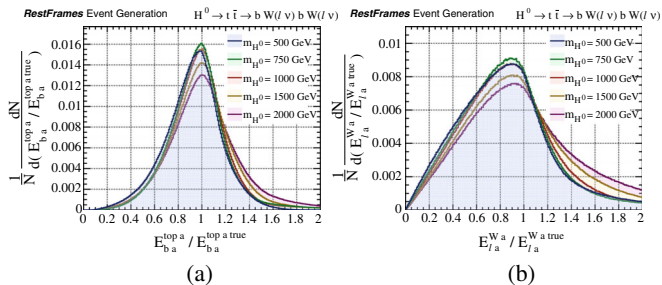 RestFrames Event Generation
H⁰ → t t̄ → b W(l ν) b W(l ν)
m_H⁰ = 500 GeV
m_H⁰ = 750 GeV
m_H⁰ = 1000 GeV
m_H⁰ = 1500 GeV
m_H⁰ = 2000 GeV
1/N dN / d( E_b a^top a / E_b a^top a true )
0.016
0.014
0.012
0.01
0.008
0.006
0.004
0.002
0
0 0.2 0.4 0.6 0.8 1 1.2 1.4 1.6 1.8 2
E_b a^top a / E_b a^top a true
(a)
RestFrames Event Generation
H⁰ → t t̄ → b W(l ν) b W(l ν)
m_H⁰ = 500 GeV
m_H⁰ = 750 GeV
m_H⁰ = 1000 GeV
m_H⁰ = 1500 GeV
m_H⁰ = 2000 GeV
1/N dN / d( E_l a^W a / E_l a^W a true )
0.01
0.008
0.006
0.004
0.002
0
0 0.2 0.4 0.6 0.8 1 1.2 1.4 1.6 1.8 2
E_l a^W a / E_l a^W a true
(b)